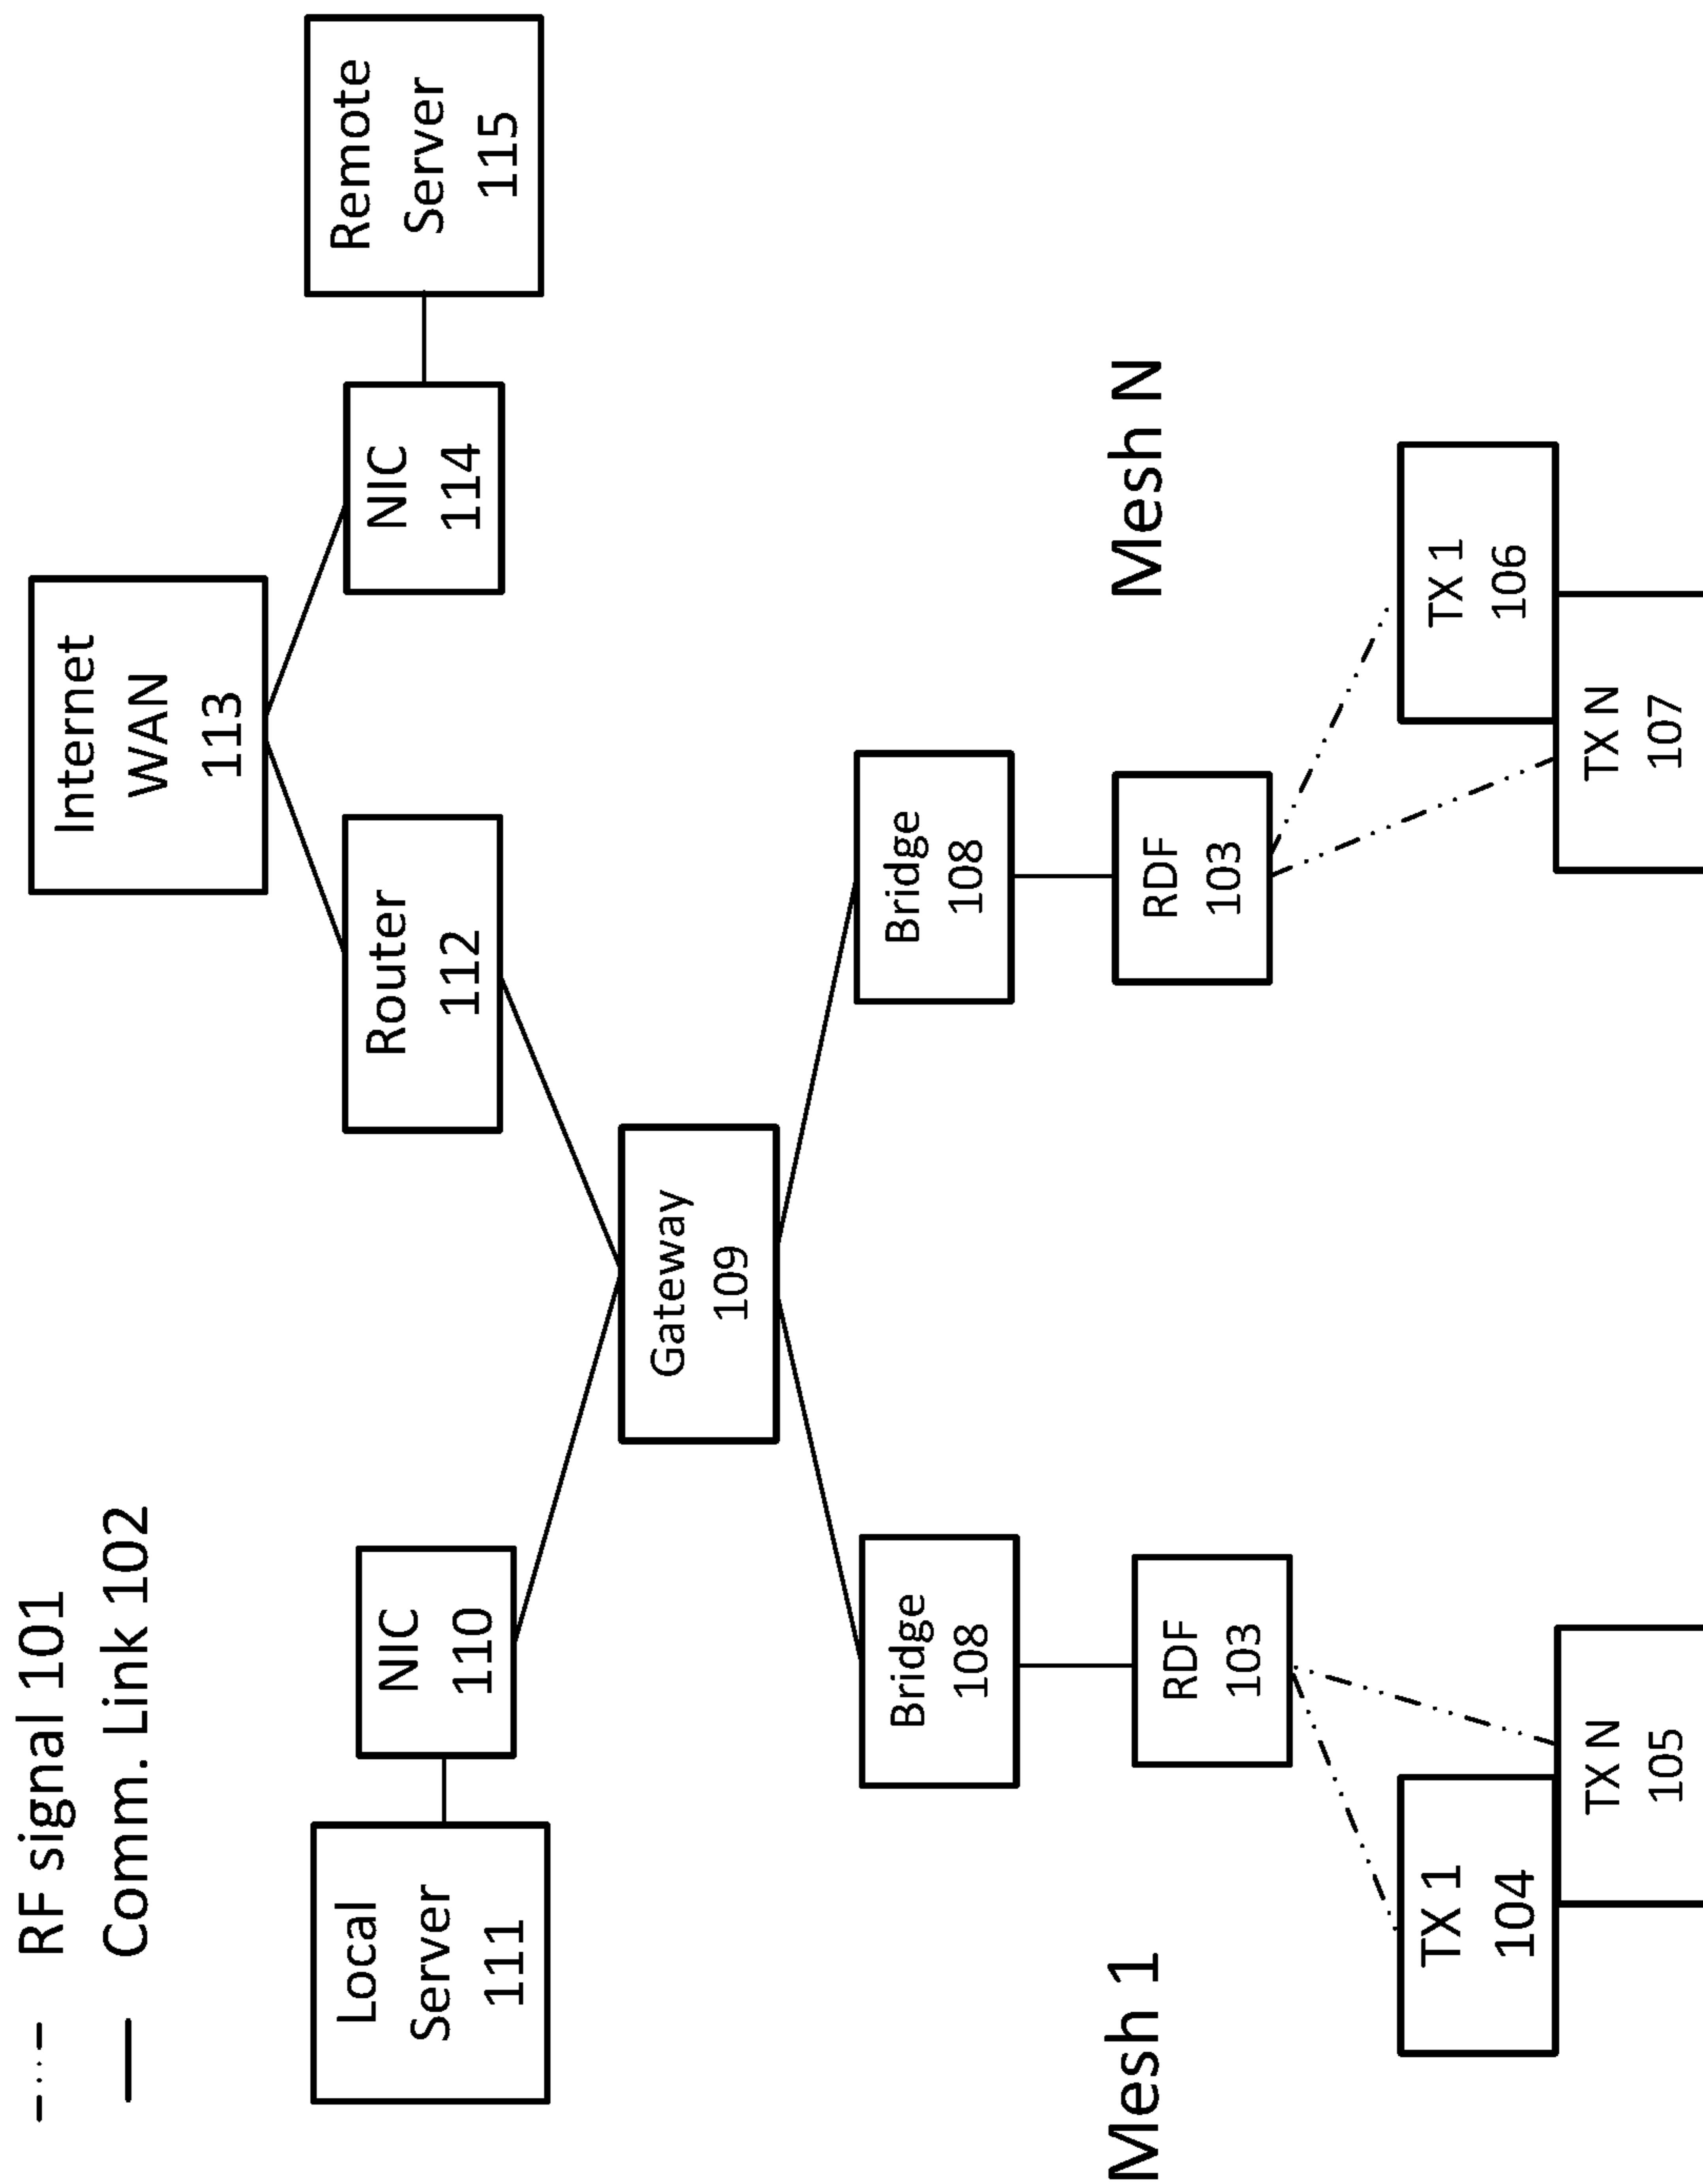 RF signal 101
Comm. Link 102
Internet
WAN
113
Local
Server
111
NIC
110
Router
112
NIC
114
Remote
Server
115
Gateway
109
Bridge
108
Bridge
108
Mesh 1
RDF
103
RDF
103
Mesh N
TX 1
104
TX N
105
TX 1
106
TX N
107